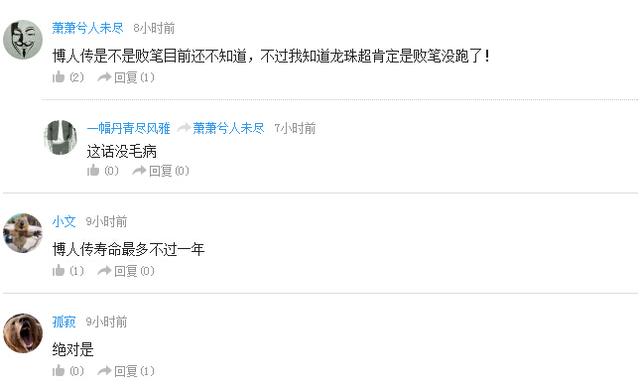 萧萧兮人未尽 8小时前
博人传是不是败笔目前还不知道，不过我知道龙珠超肯定是败笔没跑了！
(2) 回复(1)
一幅丹青尽风雅 萧萧兮人未尽 7小时前
这话没毛病
(0) 回复(0)
小文 9小时前
博人传寿命最多不过一年
(1) 回复(0)
孤寂 9小时前
绝对是
(0) 回复(1)